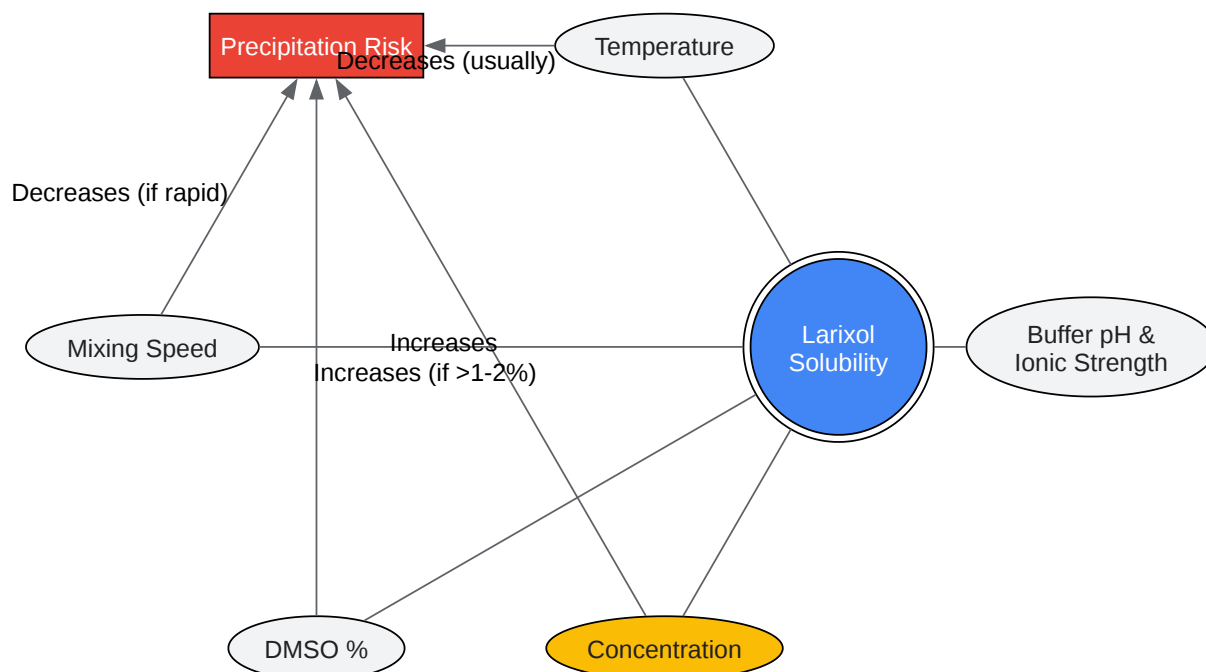 Precipitation Risk
Temperature
Decreases (usually)
Decreases (if rapid)
Mixing Speed
Increases
Increases (if >1-2%)
Larixol
Solubility
Buffer pH &
Ionic Strength
DMSO %
Concentration